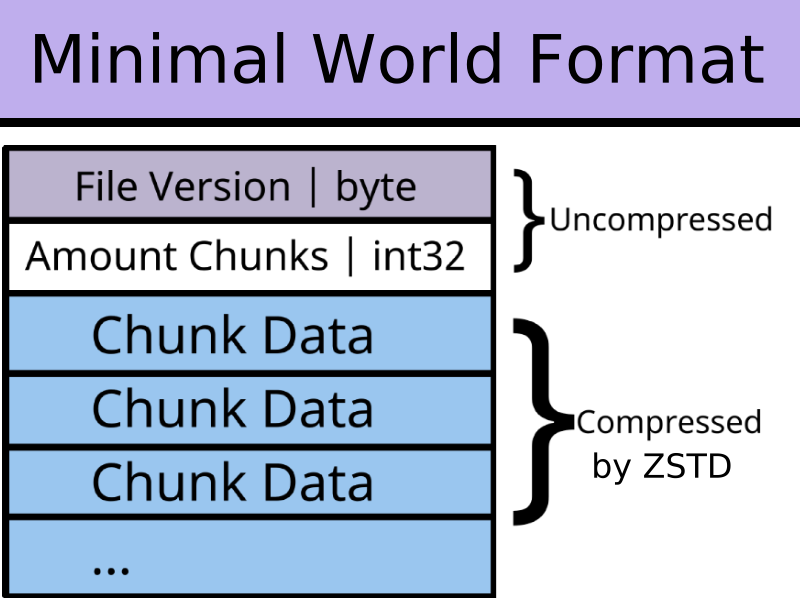 Minimal World Format
File Version | byte
Uncompressed
Amount Chunks | int32
Chunk Data
Chunk Data
Compressed
by ZSTD
Chunk Data
...